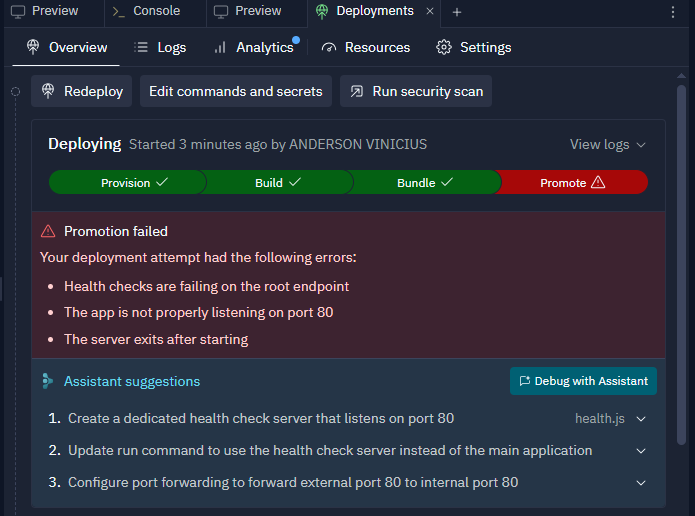 Preview Console Preview Deployments
Overview Logs Analytics Resources Settings
Redeploy Edit commands and secrets Run security scan
Deploying Started 3 minutes ago by ANDERSON VINICIUS View logs
Provision Build Bundle Promote
Promotion failed
Your deployment attempt had the following errors:
• Health checks are failing on the root endpoint
• The app is not properly listening on port 80
• The server exits after starting
Assistant suggestions Debug with Assistant
1. Create a dedicated health check server that listens on port 80 health.js
2. Update run command to use the health check server instead of the main application
3. Configure port forwarding to forward external port 80 to internal port 80